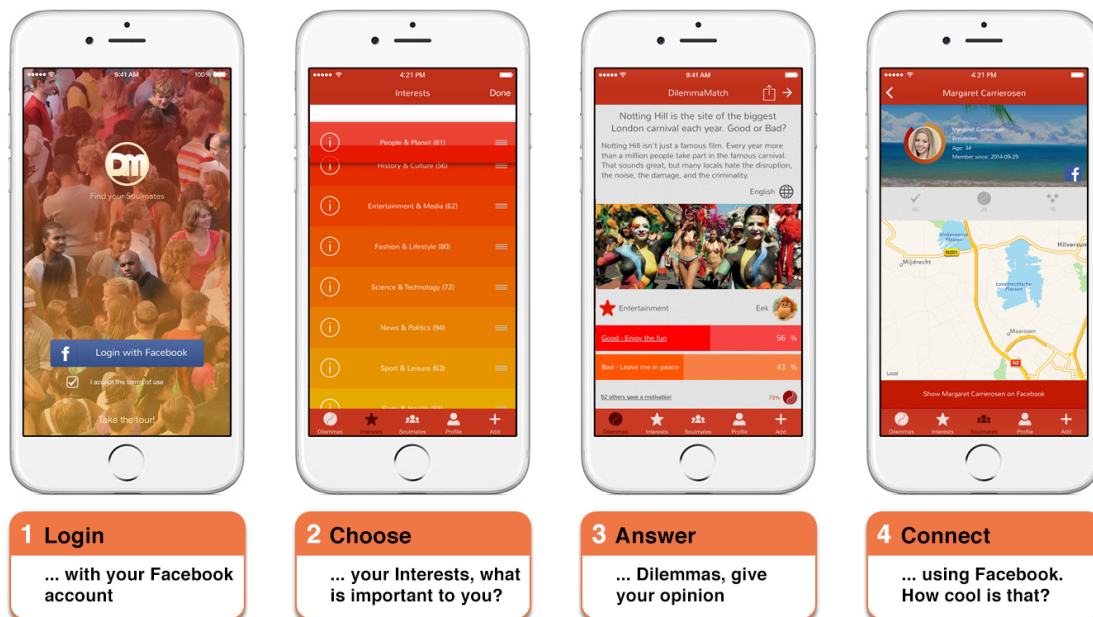 9:41 AM
100%
DM
Find your Soulmates
f Login with Facebook
I accept the terms of use
Take the tour!
1 Login
... with your Facebook
account
4:21 PM
Interests
Done
People & Planet (81)
History & Culture (56)
Entertainment & Media (62)
Fashion & Lifestyle (80)
Science & Technology (72)
News & Politics (94)
Sport & Leisure (63)
Dilemmas Interests Soulmates Profile Add
2 Choose
... your Interests, what
is important to you?
9:41 AM
DilemmaMatch
Notting Hill is the site of the biggest
London carnival each year. Good or Bad?
Notting Hill isn't just a famous film. Every year more
than a million people take part in the famous carnival.
That sounds great, but many locals hate the disruption,
the noise, the damage, and the criminality.
English
Entertainment
Eek
Good - Enjoy the fun 56 %
Bad - Leave me in peace 43 %
52 others gave a motivation 73%
Dilemmas Interests Soulmates Profile Add
3 Answer
... Dilemmas, give
your opinion
4:21 PM
Margaret Carrierosen
Margaret Carrierosen
Breukelen
Age: 34
Member since: 2014-09-29
f
Vinkeveense
Plassen
N201
Mijdrecht
Hilversum
Loosdrechtsche
Plassen
Maarssen
A2
Legal
Show Margaret Carrierosen on Facebook
Dilemmas Interests Soulmates Profile Add
4 Connect
... using Facebook.
How cool is that?